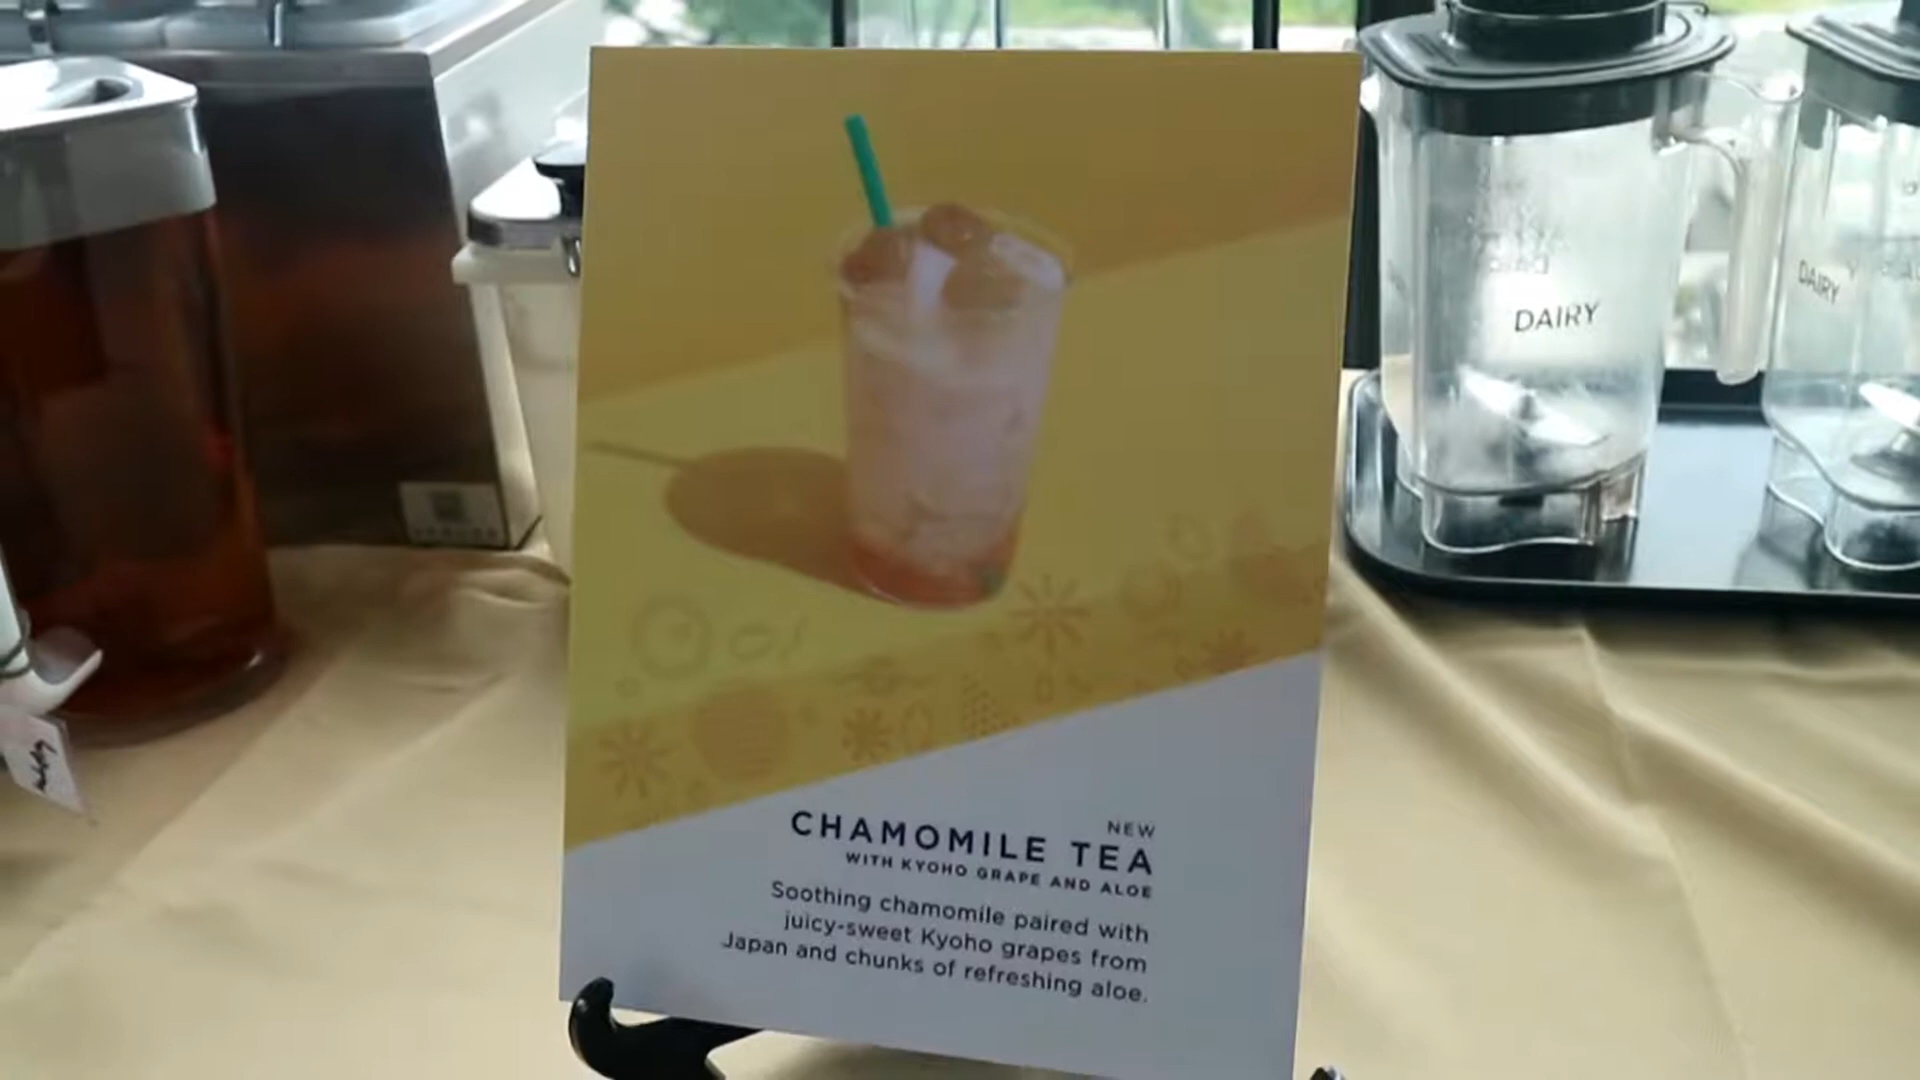 NEW
CHAMOMILE TEA
WITH KYOHO GRAPE AND ALOE
Soothing chamomile paired with
juicy-sweet Kyoho grapes from
Japan and chunks of refreshing aloe.
DAIRY
DAIRY